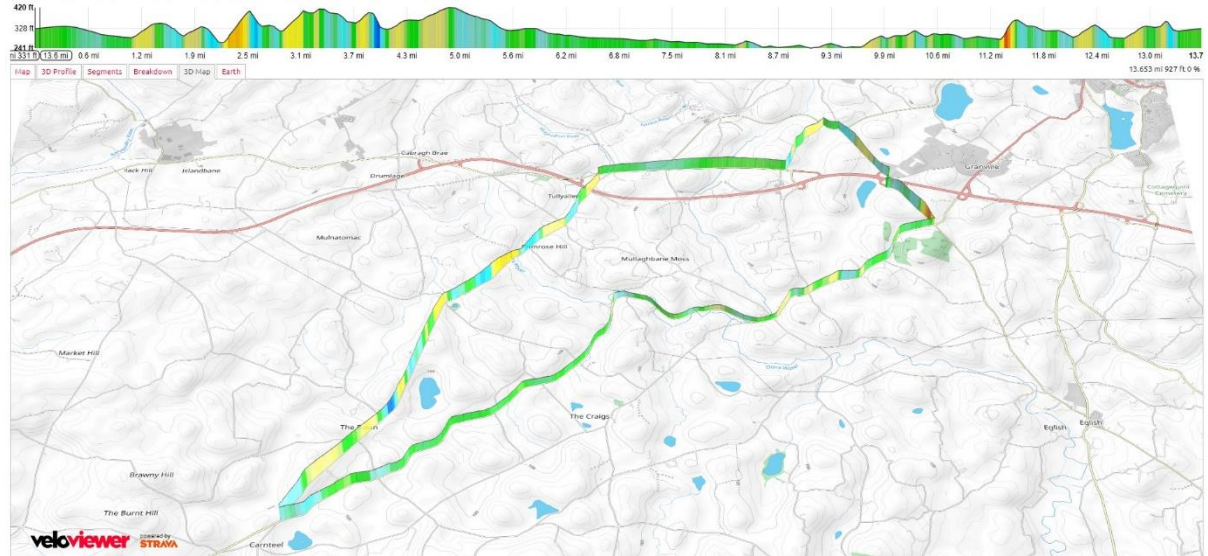 420 ft
328 ft
241 ft
mi 331 ft 13.6 mi 0.6 mi 1.2 mi 1.9 mi 2.5 mi 3.1 mi 3.7 mi 4.3 mi 5.0 mi 5.6 mi 6.2 mi 6.8 mi 7.5 mi 8.1 mi 8.7 mi 9.3 mi 9.9 mi 10.6 mi 11.2 mi 11.8 mi 12.4 mi 13.0 mi 13.7
Map 3D Profile Segments Breakdown 3D Map Earth
13.653 mi 927 ft 0 %
Cabragh Brae
Islandbane
Drumlage
Granville
Cottagequinn
Cemetery
Mulnatomac
Mullaghbane Moss
Market Hill
The Craigs
Eglish Eglish
Brawny Hill
The Burnt Hill
Carnteel
veloviewer powered by
STRAVA